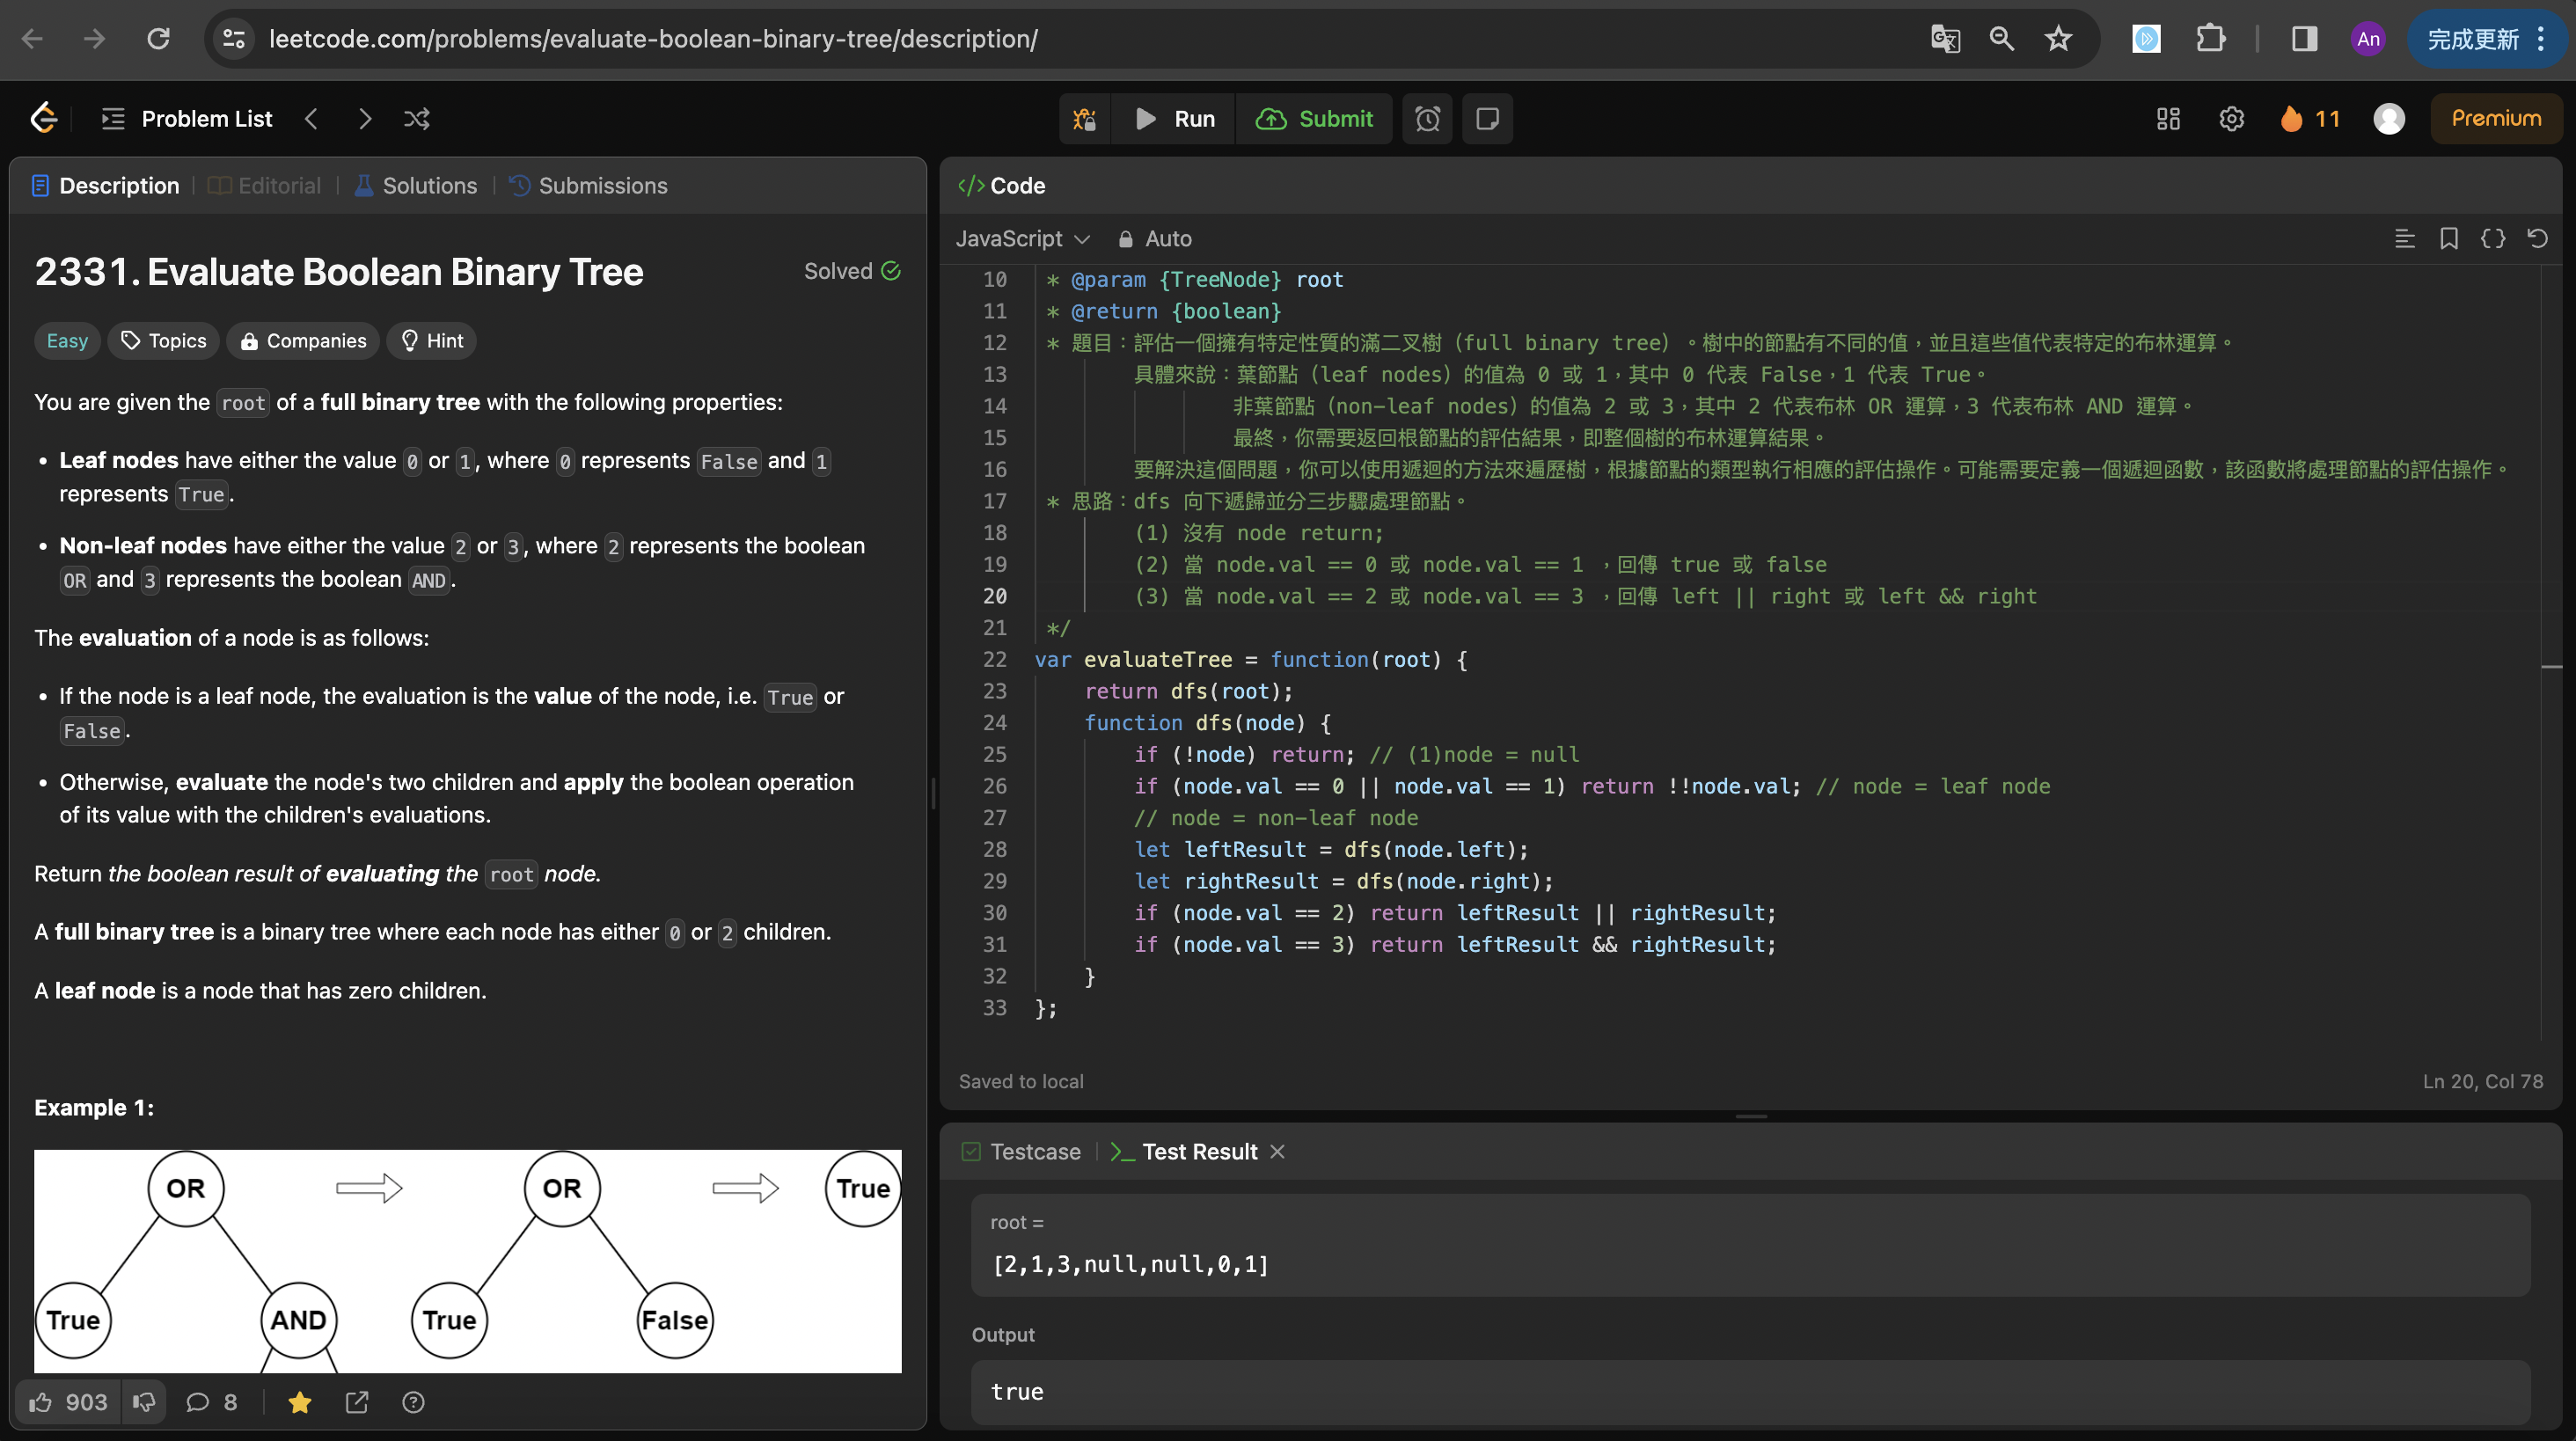 leetcode.com/problems/evaluate-boolean-binary-tree/description/
An
完成更新
Problem List
Run
Submit
11
Premium
Description
Editorial
Solutions
Submissions
2331. Evaluate Boolean Binary Tree
Solved
Easy
Topics
Companies
Hint
You are given the root of a full binary tree with the following properties:
• Leaf nodes have either the value 0 or 1, where 0 represents False and 1
represents True.
• Non-leaf nodes have either the value 2 or 3, where 2 represents the boolean
OR and 3 represents the boolean AND.
The evaluation of a node is as follows:
• If the node is a leaf node, the evaluation is the value of the node, i.e. True or
False.
• Otherwise, evaluate the node's two children and apply the boolean operation
of its value with the children's evaluations.
Return the boolean result of evaluating the root node.
A full binary tree is a binary tree where each node has either 0 or 2 children.
A leaf node is a node that has zero children.
Example 1:
OR
OR
True
True
AND
True
False
903
8
</> Code
JavaScript
Auto
10 * @param {TreeNode} root
11 * @return {boolean}
12 * 題目：評估一個擁有特定性質的滿二叉樹（full binary tree）。樹中的節點有不同的值，並且這些值代表特定的布林運算。
13 具體來說：葉節點（leaf nodes）的值為 0 或 1，其中 0 代表 False，1 代表 True。
14 非葉節點（non-leaf nodes）的值為 2 或 3，其中 2 代表布林 OR 運算，3 代表布林 AND 運算。
15 最終，你需要返回根節點的評估結果，即整個樹的布林運算結果。
16 要解決這個問題，你可以使用遞迴的方法來遍歷樹，根據節點的類型執行相應的評估操作。可能需要定義一個遞迴函數，該函數將處理節點的評估操作。
17 * 思路：dfs 向下遞歸並分三步驟處理節點。
18 (1) 沒有 node return;
19 (2) 當 node.val == 0 或 node.val == 1 ，回傳 true 或 false
20 (3) 當 node.val == 2 或 node.val == 3 ，回傳 left || right 或 left && right
21 */
22 var evaluateTree = function(root) {
23 return dfs(root);
24 function dfs(node) {
25 if (!node) return; // (1)node = null
26 if (node.val == 0 || node.val == 1) return !!node.val; // node = leaf node
27 // node = non-leaf node
28 let leftResult = dfs(node.left);
29 let rightResult = dfs(node.right);
30 if (node.val == 2) return leftResult || rightResult;
31 if (node.val == 3) return leftResult && rightResult;
32 }
33 };
Saved to local
Ln 20, Col 78
Testcase
Test Result
root =
[2,1,3,null,null,0,1]
Output
true